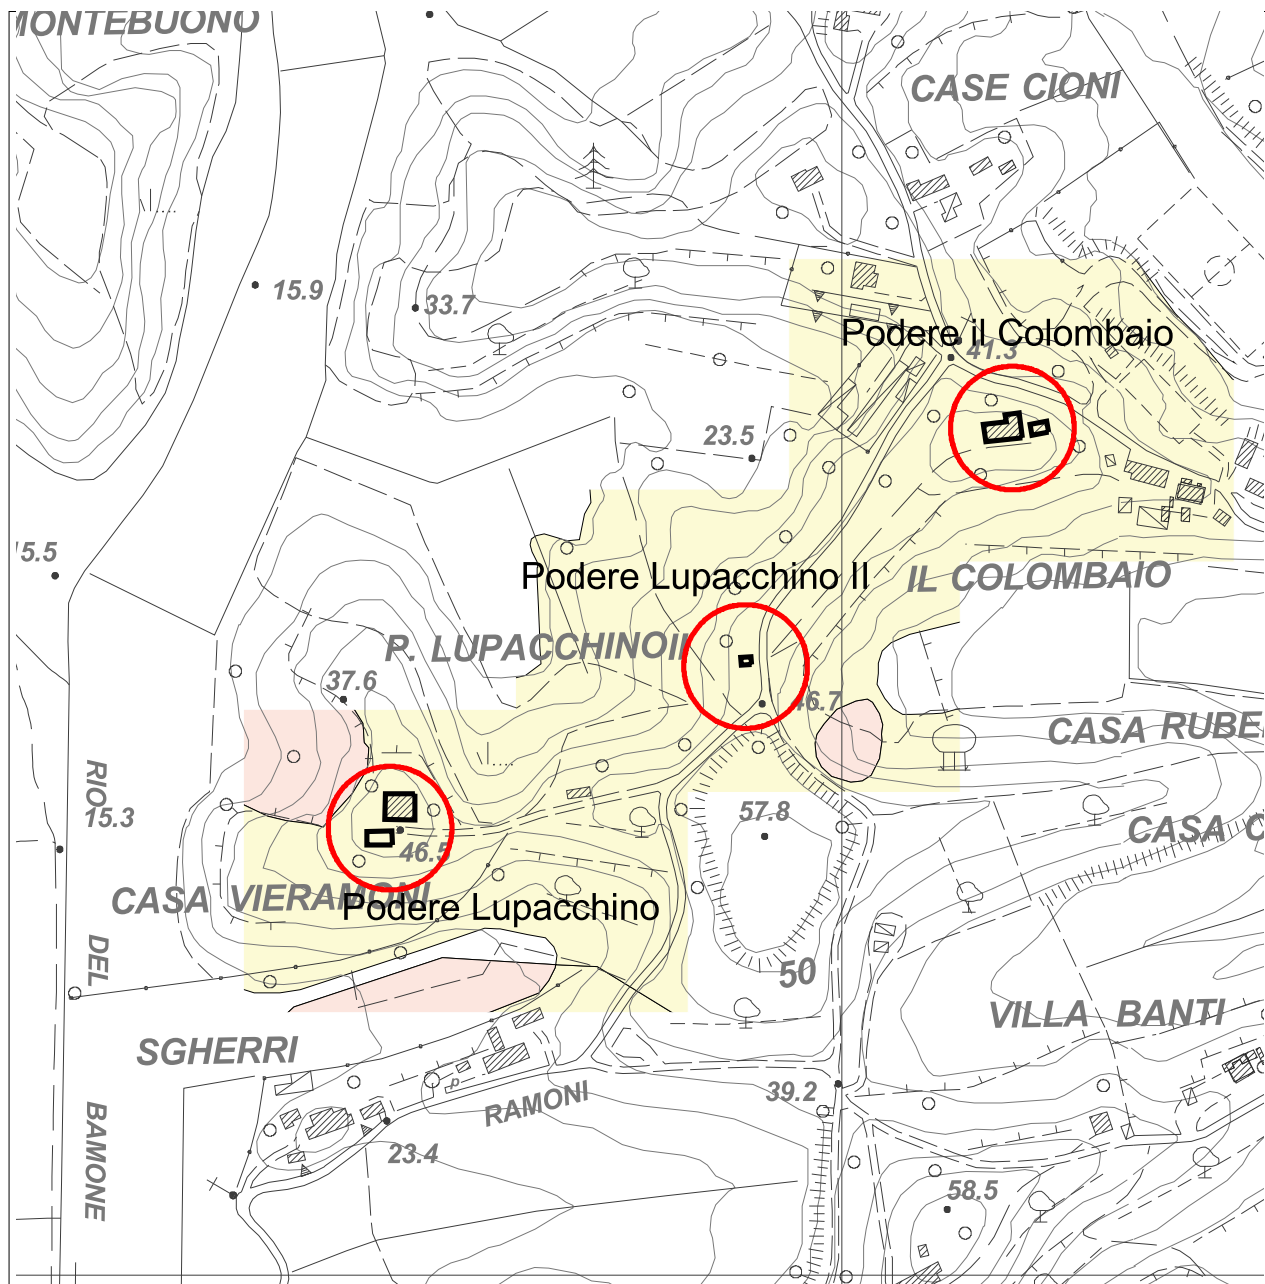 MONTEBUONO
CASE CIONI
15.9
33.7
Podere il Colombaio
41.3
23.5
15.5
Podere Lupacchino II
IL COLOMBAIO
P. LUPACCHINOII
37.6
46.7
CASA RUBE
RIO
15.3
57.8
CASA C
46.5
CASA VIERAMONI
Podere Lupacchino
DEL
50
VILLA BANTI
SGHERRI
39.2
RAMONI
P
BAMONE
23.4
58.5